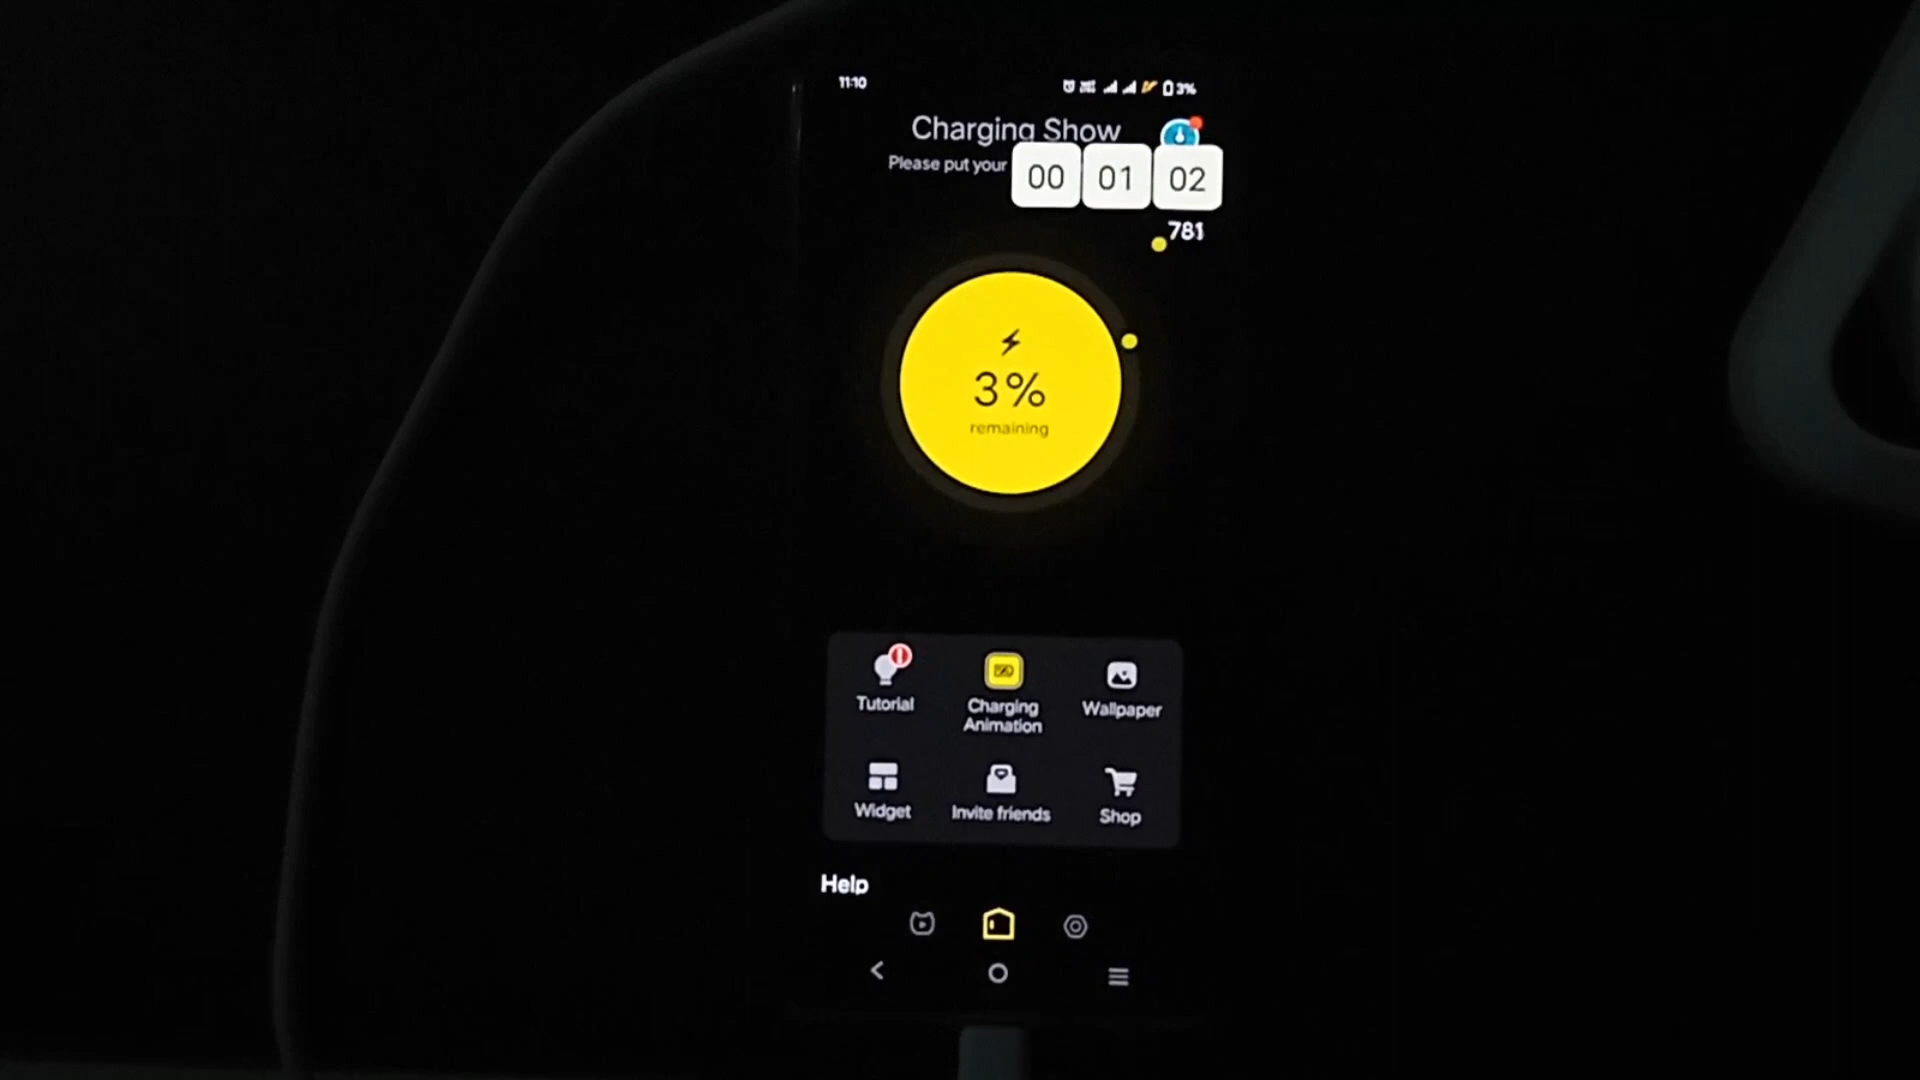 11:10
3%
Charging Show
Please put your
00 01 02
781
3%
remaining
Tutorial
Charging
Animation
Wallpaper
Widget
Invite friends
Shop
Help